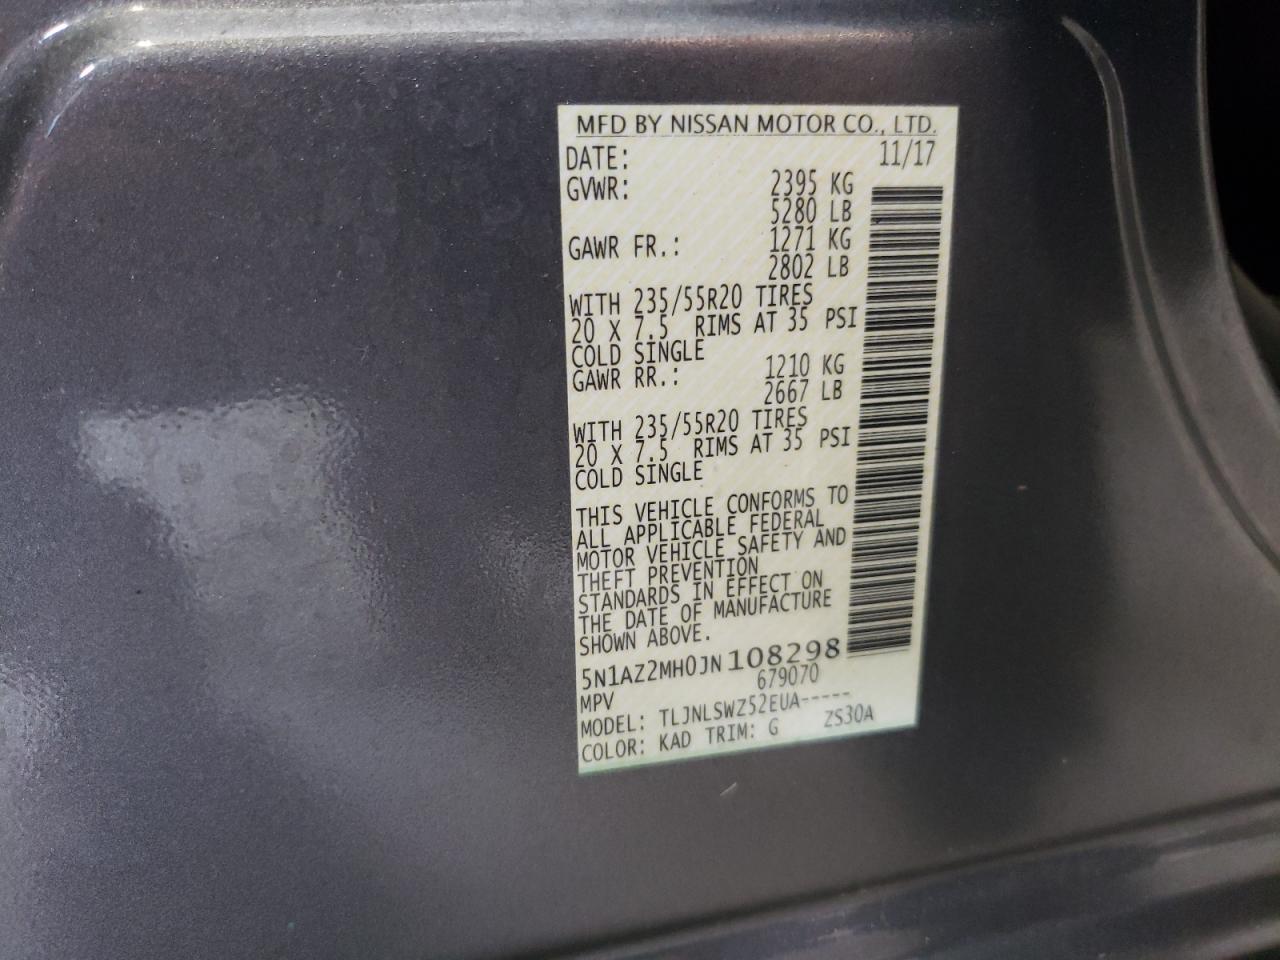 MFD BY NISSAN MOTOR CO., LTD.
DATE: 11/17
GVWR: 2395 KG
5280 LB
GAWR FR.: 1271 KG
2802 LB
WITH 235/55R20 TIRES
20 X 7.5 RIMS AT 35 PSI
COLD SINGLE
GAWR RR.: 1210 KG
2667 LB
WITH 235/55R20 TIRES
20 X 7.5 RIMS AT 35 PSI
COLD SINGLE
THIS VEHICLE CONFORMS TO
ALL APPLICABLE FEDERAL
MOTOR VEHICLE SAFETY AND
THEFT PREVENTION
STANDARDS IN EFFECT ON
THE DATE OF MANUFACTURE
SHOWN ABOVE.
5N1AZ2MH0JN108298
MPV 679070
MODEL: TLJNLSWZ52EUA-----
COLOR: KAD TRIM: G ZS30A